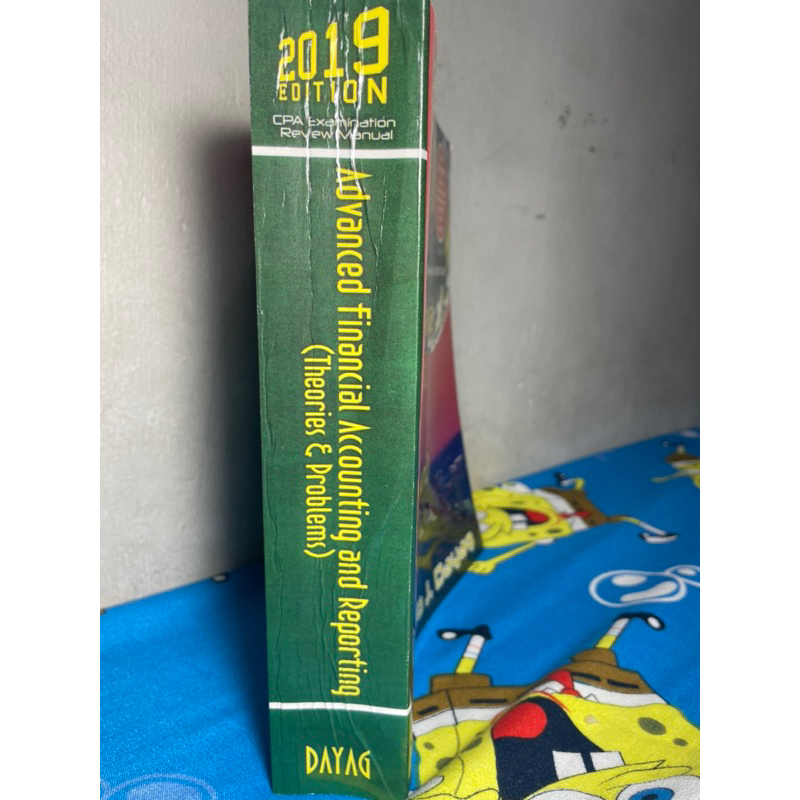 2019
EDITION
CPA Examination
Review Manual
Advanced Financial Accounting and Reporting
(Theories & Problems)
DAYAG